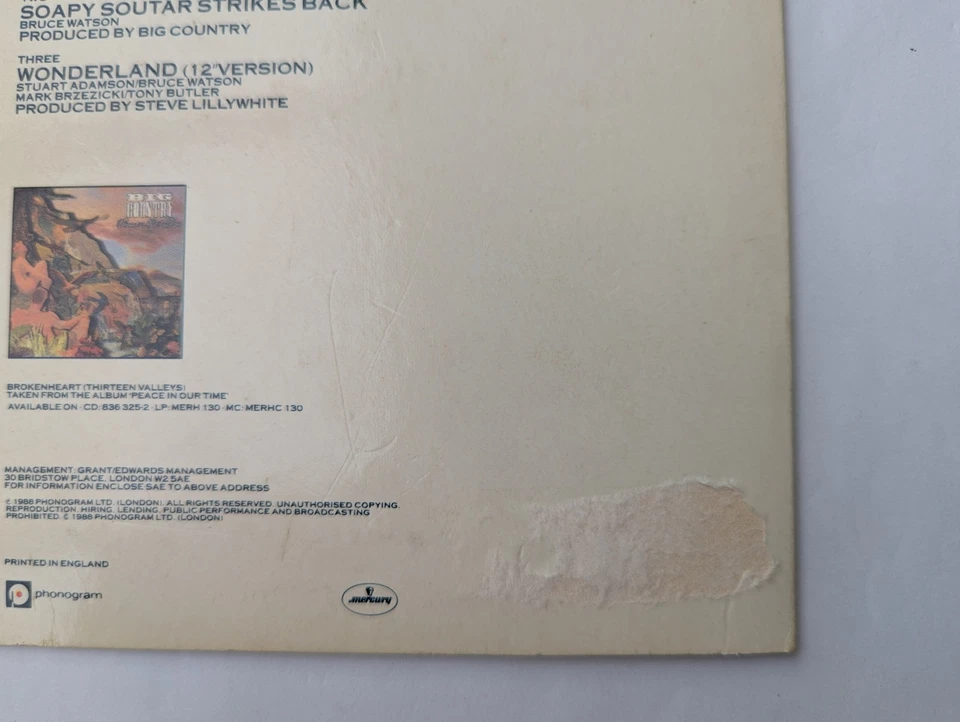 SOAPY SOUTAR STRIKES BACK
BRUCE WATSON
PRODUCED BY BIG COUNTRY
THREE
WONDERLAND (12"VERSION)
STUART ADAMSON/BRUCE WATSON
MARK BRZEZICKI/TONY BUTLER
PRODUCED BY STEVE LILLYWHITE
BIG
COUNTRY
BROKENHEART (THIRTEEN VALLEYS)
TAKEN FROM THE ALBUM 'PEACE IN OUR TIME'
AVAILABLE ON · CD: 836 325-2 · LP: MERH 130 · MC: MERHC 130
MANAGEMENT: GRANT/EDWARDS MANAGEMENT
30 BRIDSTOW PLACE, LONDON W2 5AE
FOR INFORMATION ENCLOSE SAE TO ABOVE ADDRESS
℗ 1988 PHONOGRAM LTD. (LONDON). ALL RIGHTS RESERVED. UNAUTHORISED COPYING,
REPRODUCTION, HIRING, LENDING, PUBLIC PERFORMANCE AND BROADCASTING
PROHIBITED. © 1988 PHONOGRAM LTD. (LONDON)
PRINTED IN ENGLAND
phonogram
mercury